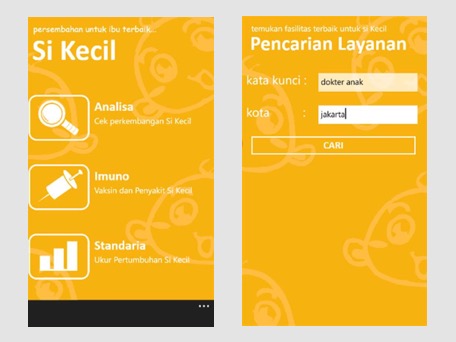 persembahan untuk ibu terbaik...
Si Kecil
Analisa
Cek perkembangan Si Kecil
Imuno
Vaksin dan Penyakit Si Kecil
Standaria
Ukur Pertumbuhan Si Kecil
temukan fasilitas terbaik untuk si Kecil
Pencarian Layanan
kata kunci : dokter anak
kota : jakarta
CARI